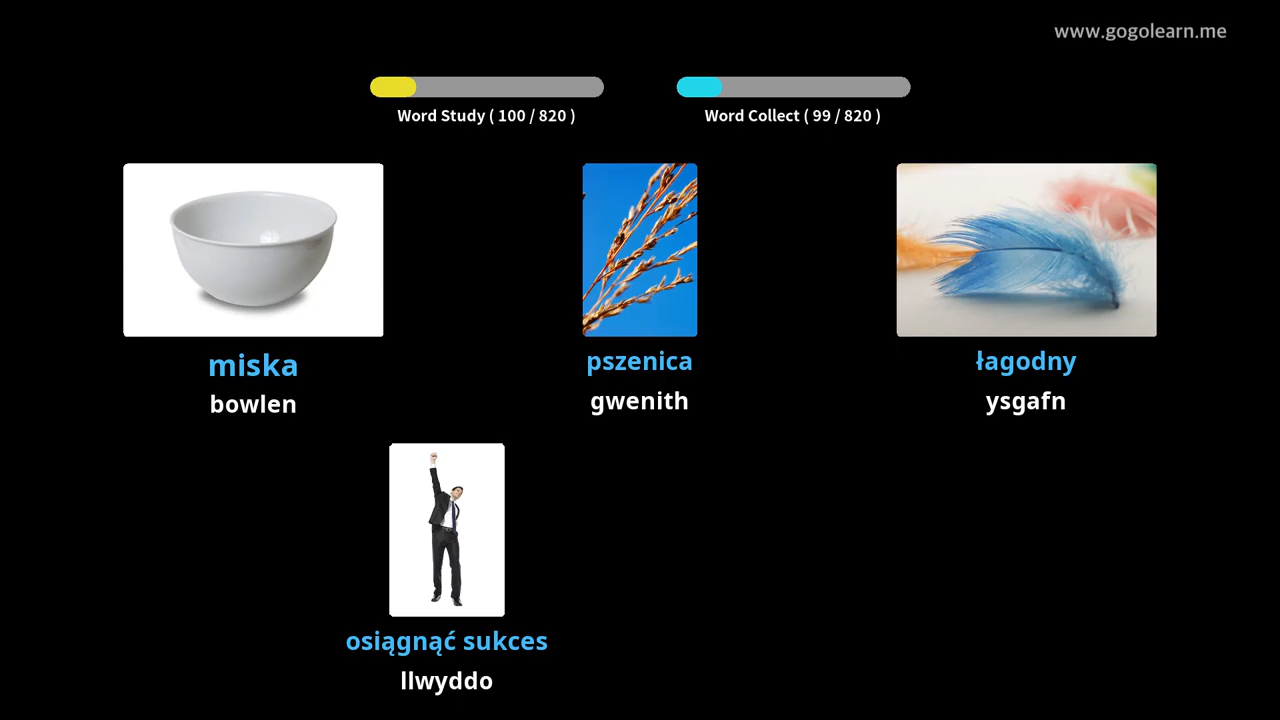 www.gogolearn.me
Word Study ( 100 / 820 )
Word Collect ( 99 / 820 )
miska
bowlen
pszenica
gwenith
łagodny
ysgafn
osiągnąć sukces
llwyddo